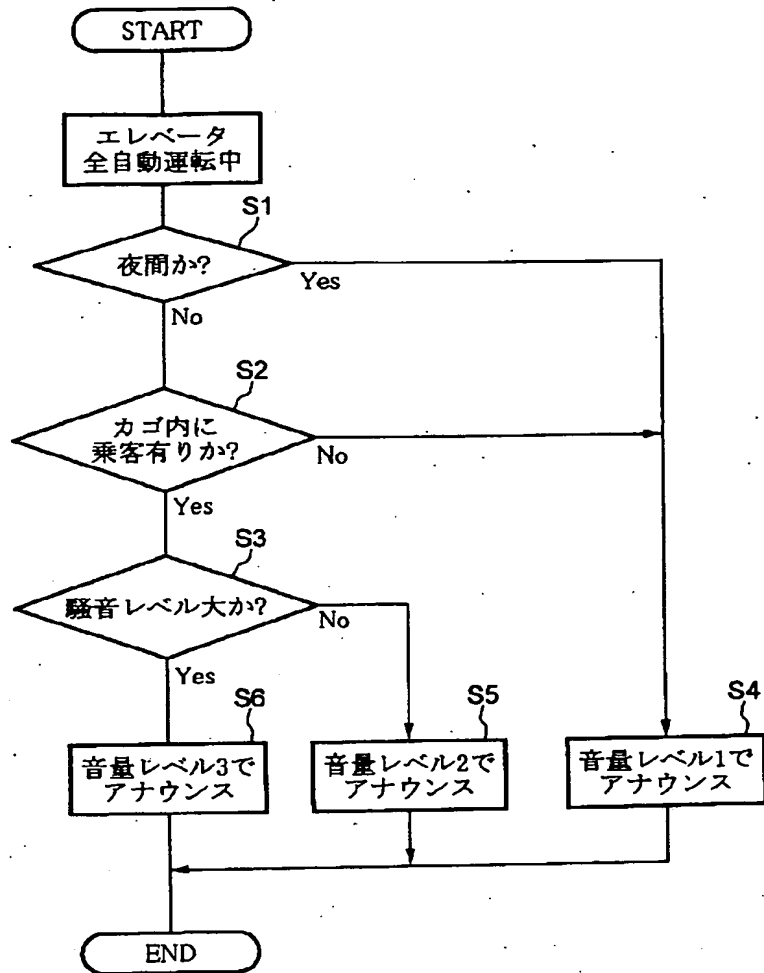 START
エレベータ
全自動運転中
S1
夜間か?
Yes
No
S2
カゴ内に
乗客有りか?
No
Yes
S3
騒音レベル大か?
No
Yes
S6
音量レベル3で
アナウンス
S5
音量レベル2で
アナウンス
S4
音量レベル1で
アナウンス
END